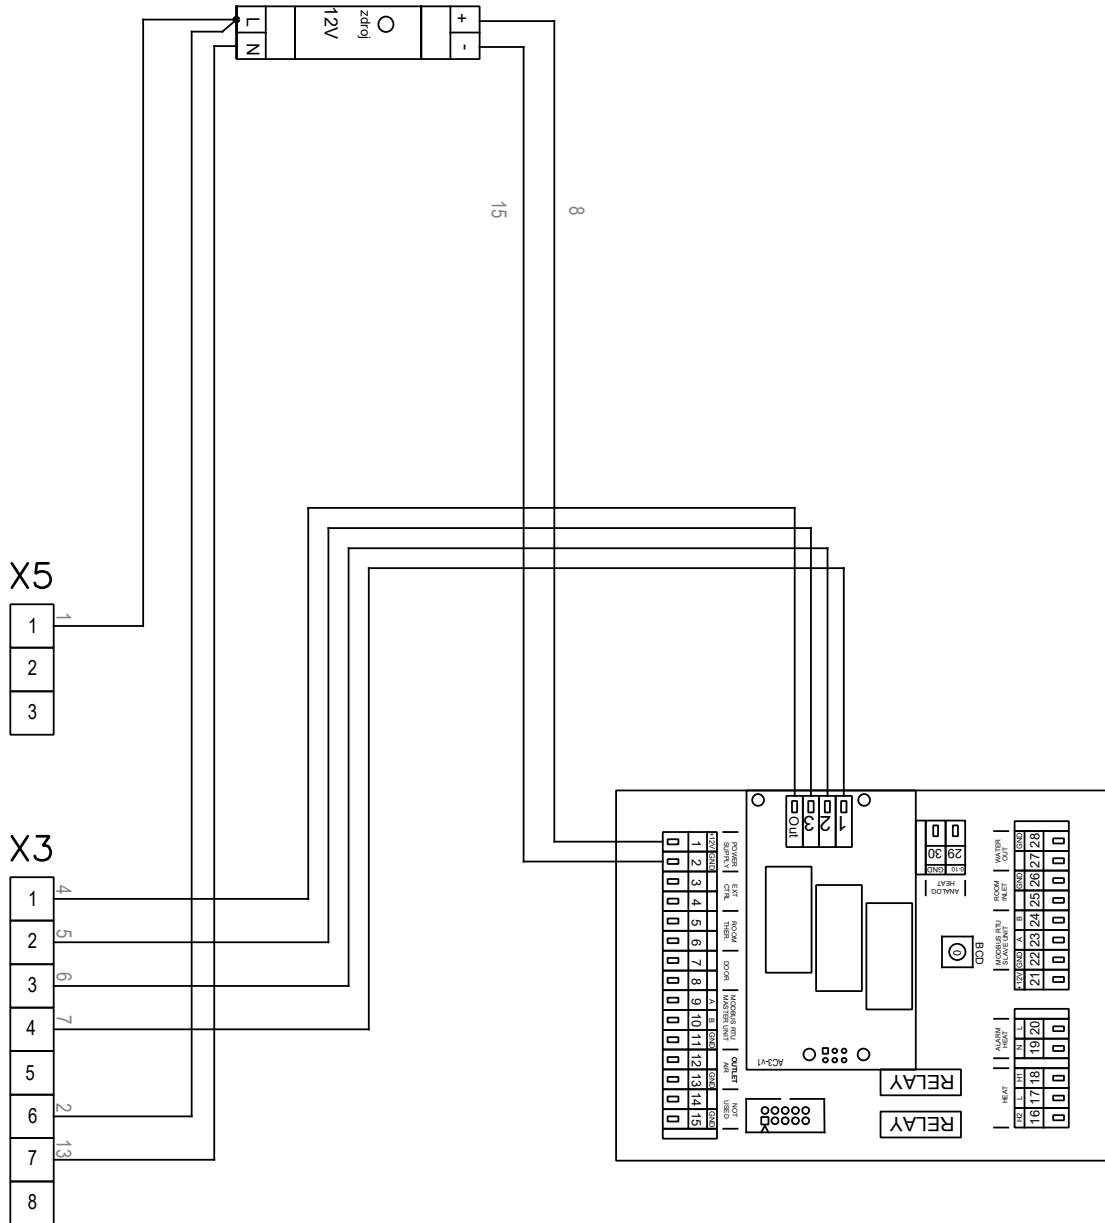 L
N
12V
zdroj
+
-
15
8
X5
1
1
2
3
X3
1
4
2
5
3
6
4
7
5
6
2
7
13
8
Out
3
2
1
1 +12V
2 GND
POWER
SUPPLY
3
4
EXT
CTRL
5
6
ROOM
THER.
7
8
DOOR
9 A
10 B
11 GND
MODBUS RTU
MASTER UNIT
12
13 GND
OUTLET
AIR
14
15 GND
NOT
USED
AC3-v1
30 29
GND 0-10
ANALOG
HEAT
BCD
0
RELAY
RELAY
WATER
OUT
GND 28
27
ROOM
INLET
GND 26
25
MODBUS RTU
SLAVE UNIT
B 24
A 23
GND 22
+12V 21
ALARM
HEAT
L 20
N 19
HEAT
H1 18
L 17
H2 16